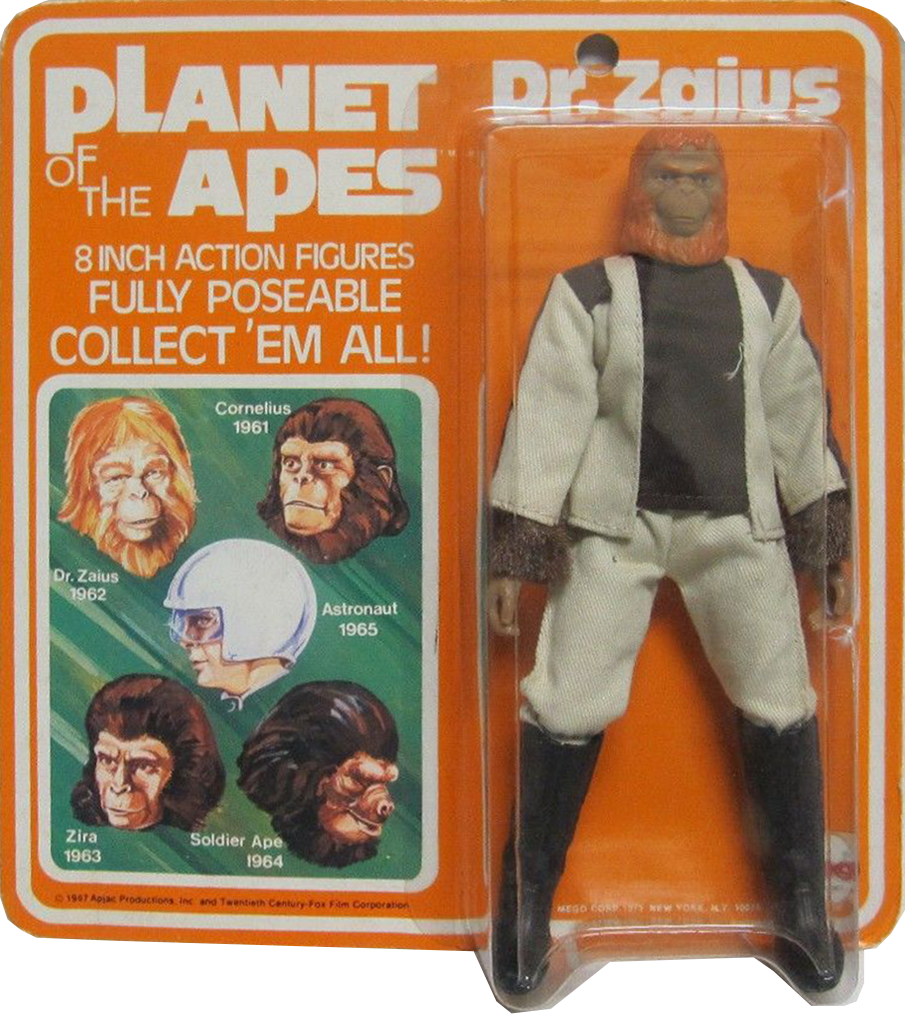 PLANET
OF
THE APES
™
Dr. Zaius
8 INCH ACTION FIGURES
FULLY POSEABLE
COLLECT 'EM ALL!
Cornelius
1961
Dr. Zaius
1962
Astronaut
1965
Zira
1963
Soldier Ape
1964
© 1967 Apjac Productions, Inc. and Twentieth Century-Fox Film Corporation
MEGO CORP. NEW YORK, N.Y.